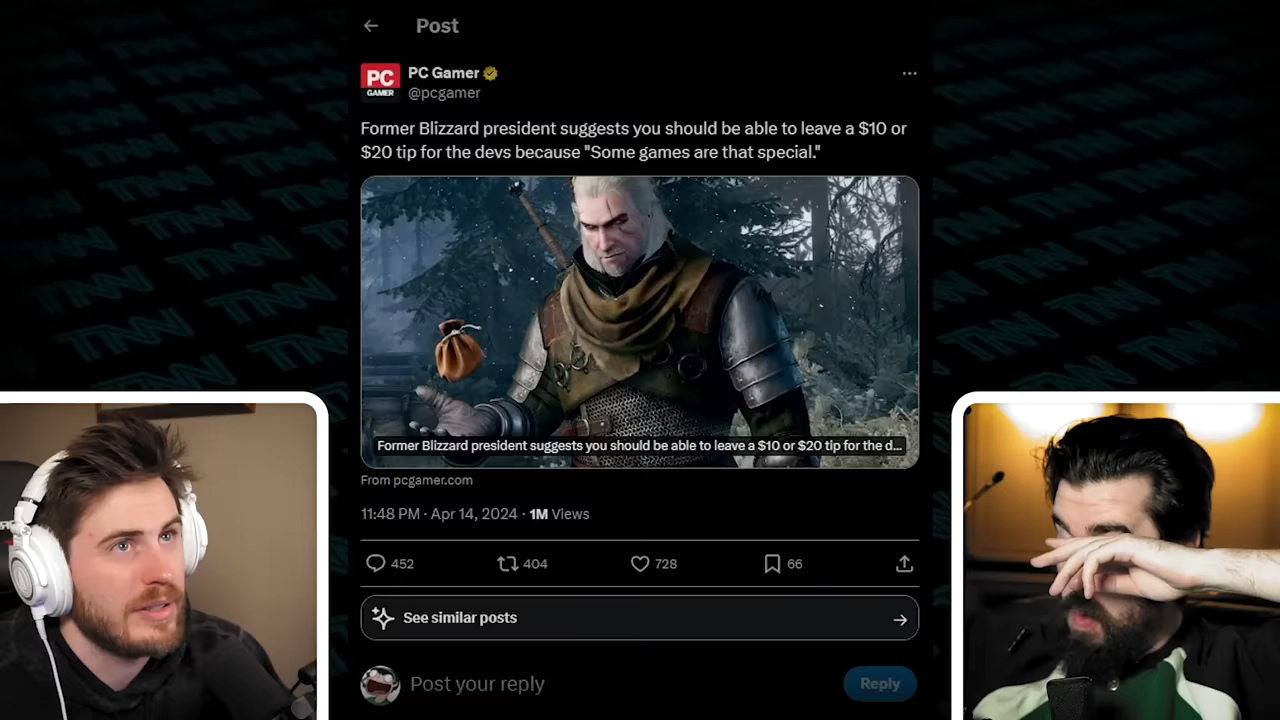 Post
PC Gamer
@pcgamer
PC
GAMER
Former Blizzard president suggests you should be able to leave a $10 or
$20 tip for the devs because "Some games are that special."
Former Blizzard president suggests you should be able to leave a $10 or $20 tip for the d...
From pcgamer.com
11:48 PM · Apr 14, 2024 · 1M Views
452 404 728 66
See similar posts
Post your reply
Reply